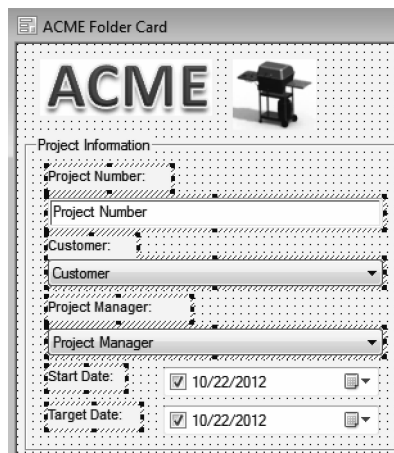 ACME Folder Card
ACME
Project Information
Project Number:
Project Number
Customer:
Customer
Project Manager:
Project Manager
Start Date: 10/22/2012
Target Date: 10/22/2012